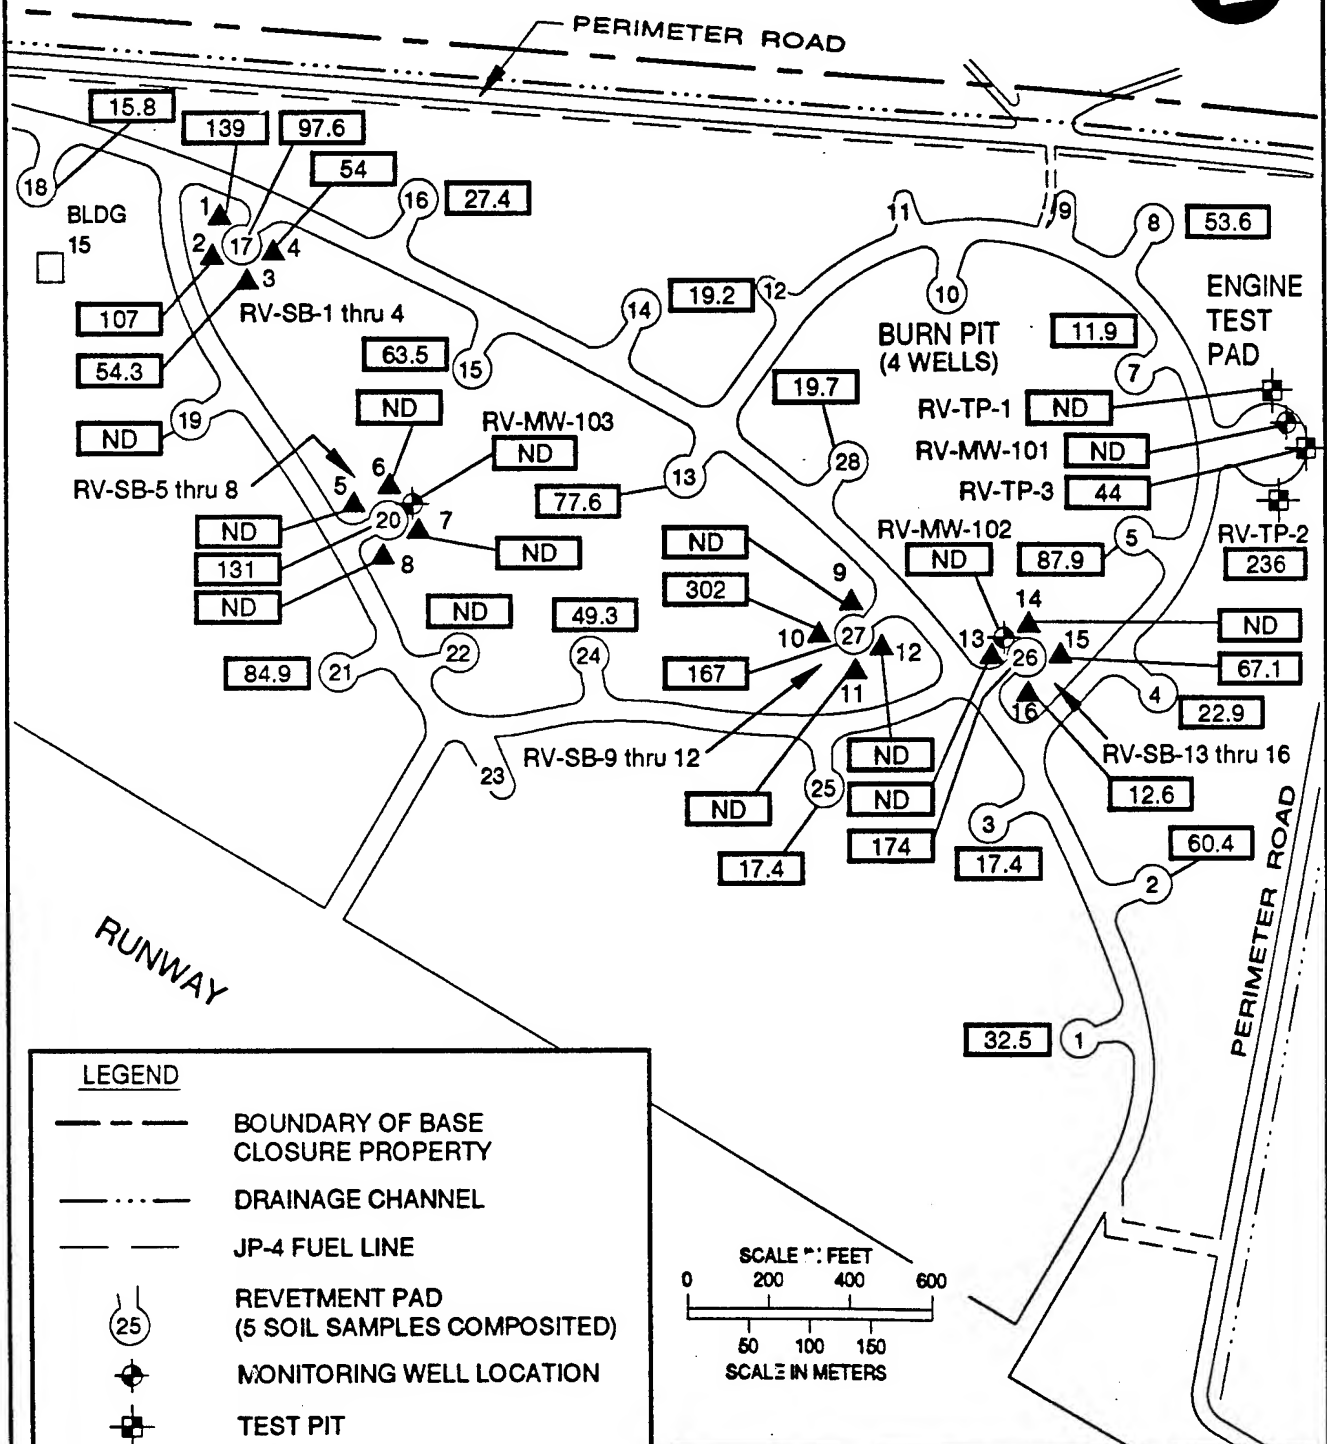 PERIMETER ROAD
15.8
139
97.6
54
18
BLDG
15
1
2
17
4
3
16
27.4
11
9
8
53.6
107
RV-SB-1 thru 4
54.3
19.2
12
14
10
BURN PIT
(4 WELLS)
ENGINE
TEST
PAD
11.9
7
63.5
15
ND
19
ND
RV-MW-103
ND
19.7
28
RV-TP-1
ND
RV-MW-101
ND
RV-TP-3
44
13
77.6
RV-SB-5 thru 8
6
5
20
7
8
ND
131
ND
ND
RV-MW-102
ND
5
87.9
RV-TP-2
236
ND
302
9
10
27
12
11
167
13
14
15
26
16
ND
67.1
84.9
21
ND
22
49.3
24
4
22.9
23
RV-SB-9 thru 12
ND
25
17.4
ND
ND
174
RV-SB-13 thru 16
12.6
3
17.4
60.4
2
RUNWAY
PERIMETER ROAD
32.5
1
LEGEND
BOUNDARY OF BASE
CLOSURE PROPERTY
DRAINAGE CHANNEL
JP-4 FUEL LINE
25
REVETMENT PAD
(5 SOIL SAMPLES COMPOSITED)
MONITORING WELL LOCATION
TEST PIT
SCALE FEET
0 200 400 600
50 100 150
SCALE IN METERS